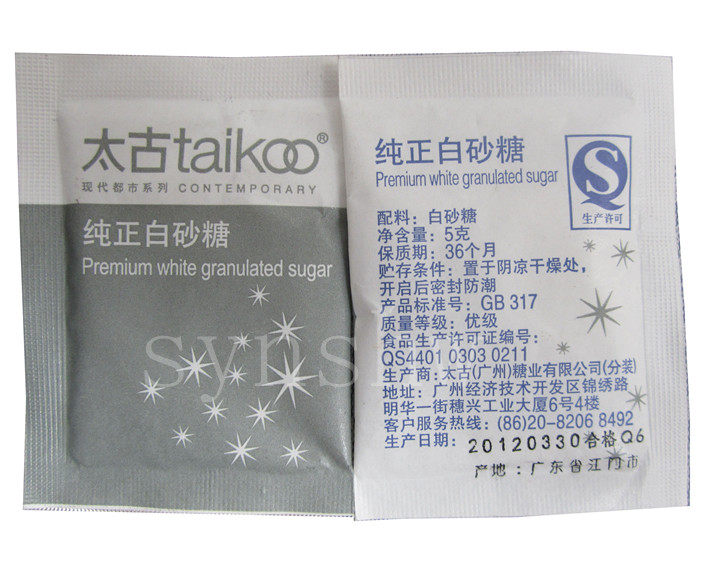 太古taikoo®
现代都市系列 CONTEMPORARY
纯正白砂糖
Premium white granulated sugar
纯正白砂糖
Premium white granulated sugar
生产许可
配料：白砂糖
净含量：5克
保质期：36个月
贮存条件：置于阴凉干燥处，
开启后密封防潮
产品标准号：GB 317
质量等级：优级
食品生产许可证编号：
QS4401 0303 0211
生产商：太古(广州)糖业有限公司(分装)
地址：广州经济技术开发区锦绣路
明华一街穗兴工业大厦6号4楼
客户服务热线：(86)20-8206 8492
生产日期：20120330合格Q6
产地：广东省江门市